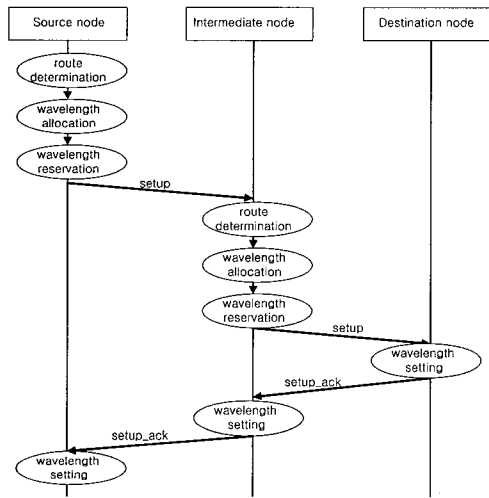 Source node
Intermediate node
Destination node
route
determination
wavelength
allocation
wavelength
reservation
setup
route
determination
wavelength
allocation
wavelength
reservation
setup
wavelength
setting
setup_ack
wavelength
setting
setup_ack
wavelength
setting